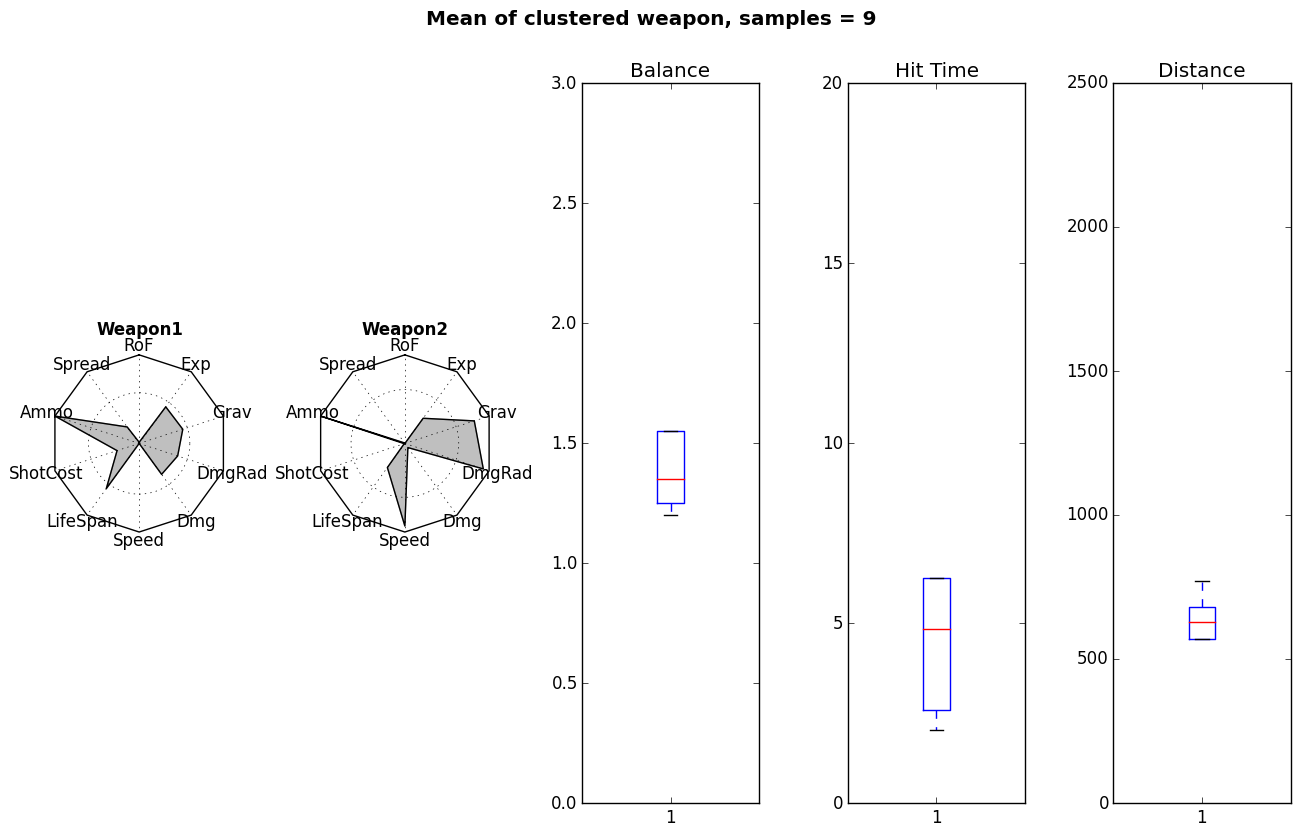 Mean of clustered weapon, samples = 9
Weapon1
RoF
Exp
Spread
Grav
Ammo
DmgRad
ShotCost
Dmg
LifeSpan
Speed
Weapon2
RoF
Exp
Spread
Grav
Ammo
DmgRad
ShotCost
Dmg
LifeSpan
Speed
Balance
3.0
2.5
2.0
1.5
1.0
0.5
0.0
1
Hit Time
20
15
10
5
0
1
Distance
2500
2000
1500
1000
500
0
1